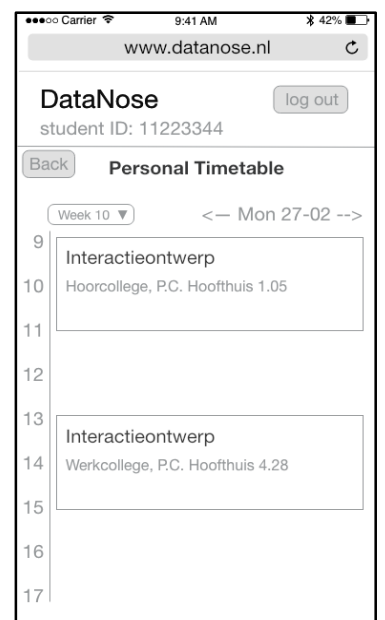 Carrier 9:41 AM 42%
www.datanose.nl
DataNose log out
student ID: 11223344
Back Personal Timetable
Week 10 ▼ <— Mon 27-02 -->
9
Interactieontwerp
10 Hoorcollege, P.C. Hoofthuis 1.05
11
12
13
Interactieontwerp
14 Werkcollege, P.C. Hoofthuis 4.28
15
16
17